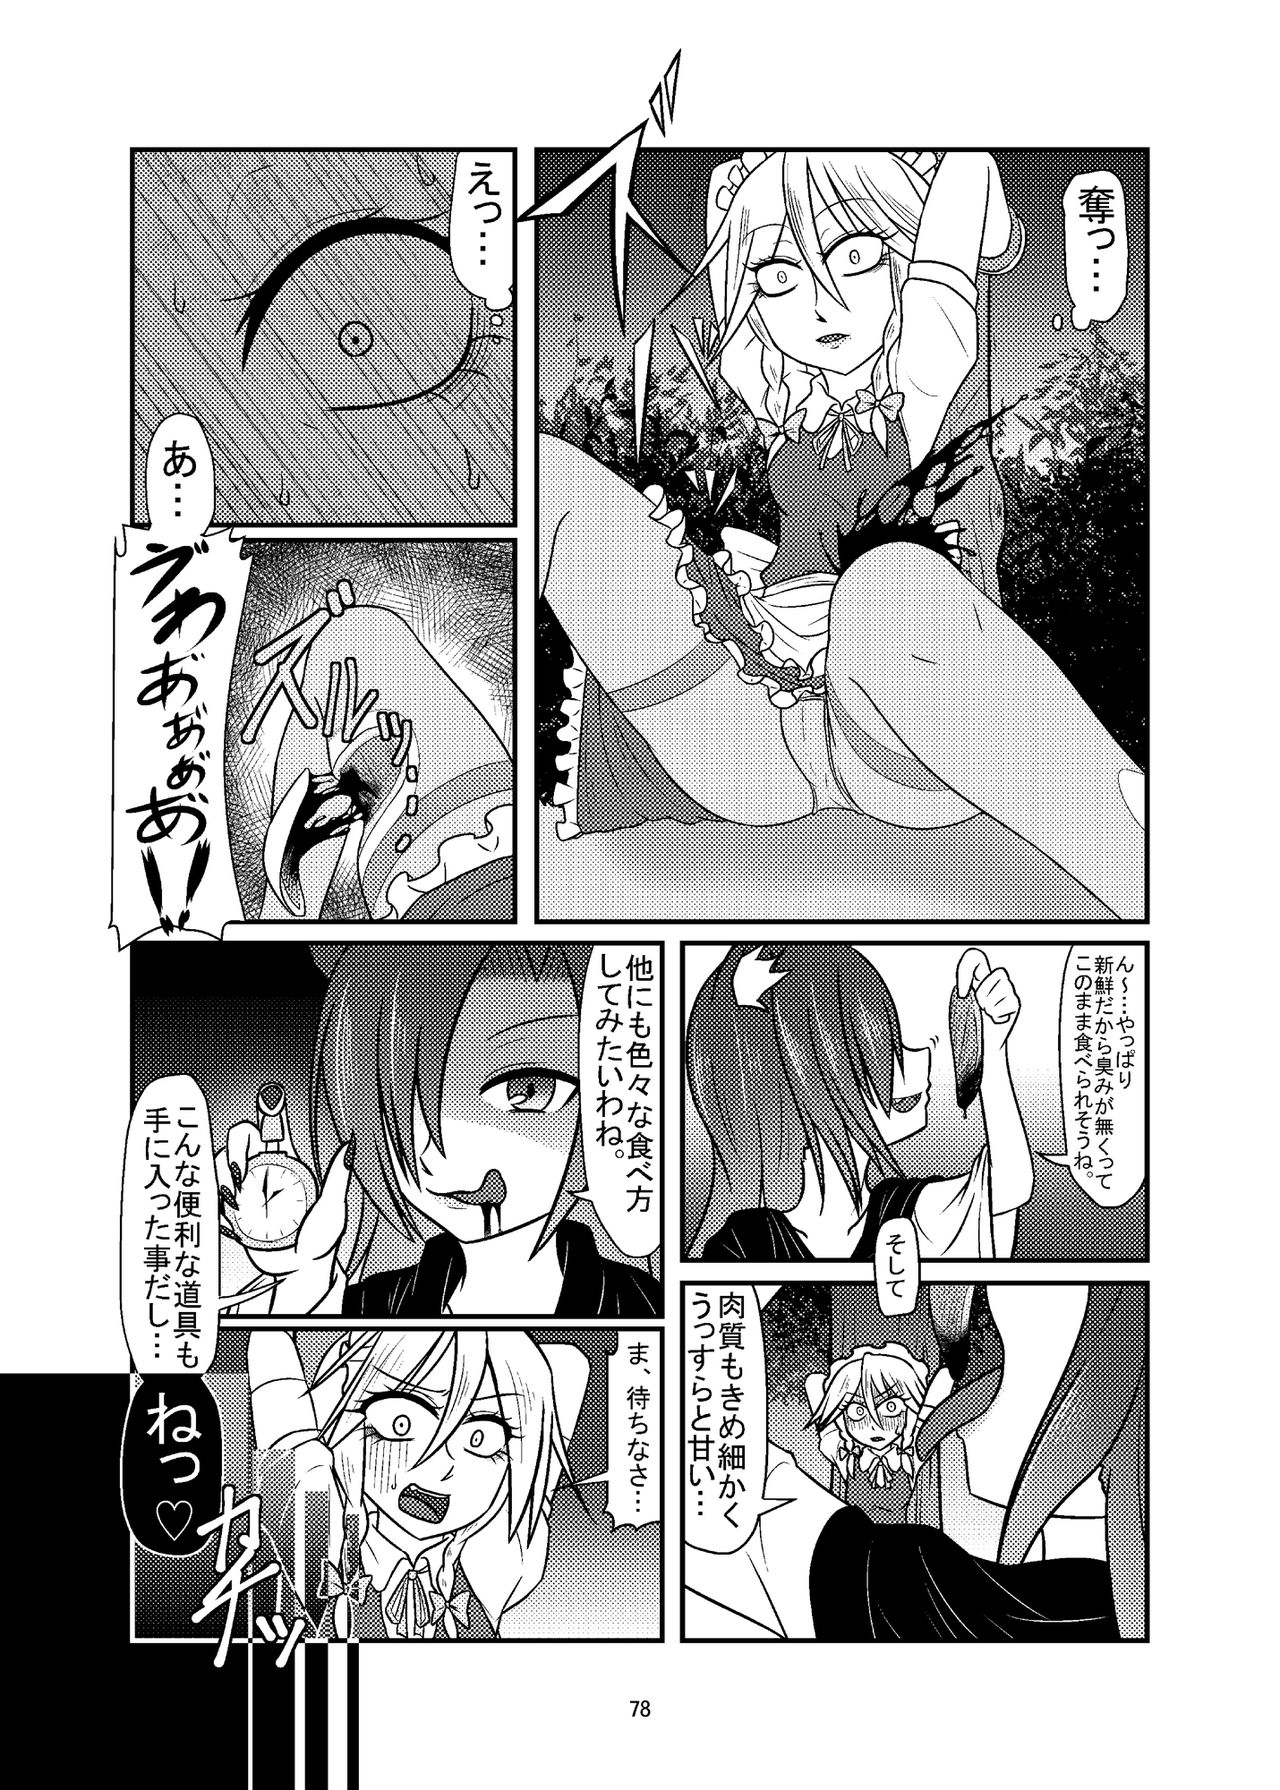 奪っ…
ズバッ
えっ…
あ…
ズルッ
ゔわあ゙ぁ゙ぁ゙あ゙!!
ん～…やっぱり
新鮮だから臭みが無くって
このまま食べられそうね。
そして
肉質もきめ細かく
うっすらと甘い…
他にも色々な食べ方
してみたいわね。
こんな便利な道具も
手に入った事だし…
ま、待ちなさ…
ねっ♡
カチッ
78